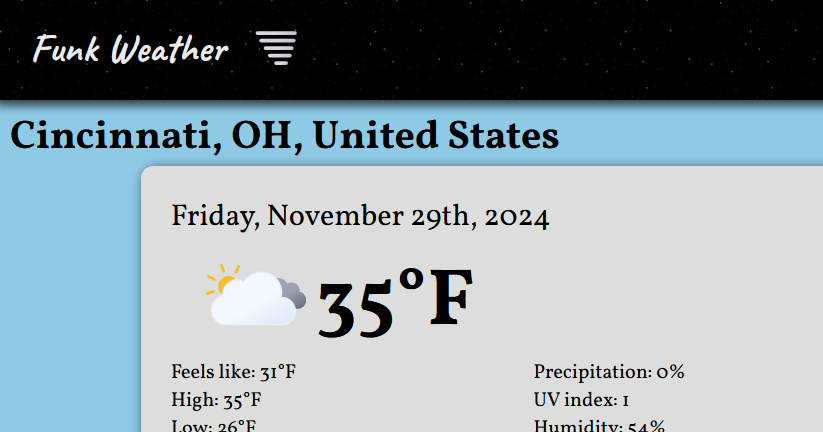 Funk Weather
Cincinnati, OH, United States
Friday, November 29th, 2024
35°F
Feels like: 31°F
Precipitation: 0%
High: 35°F
UV index: 1
Low: 26°F
Humidity: 54%